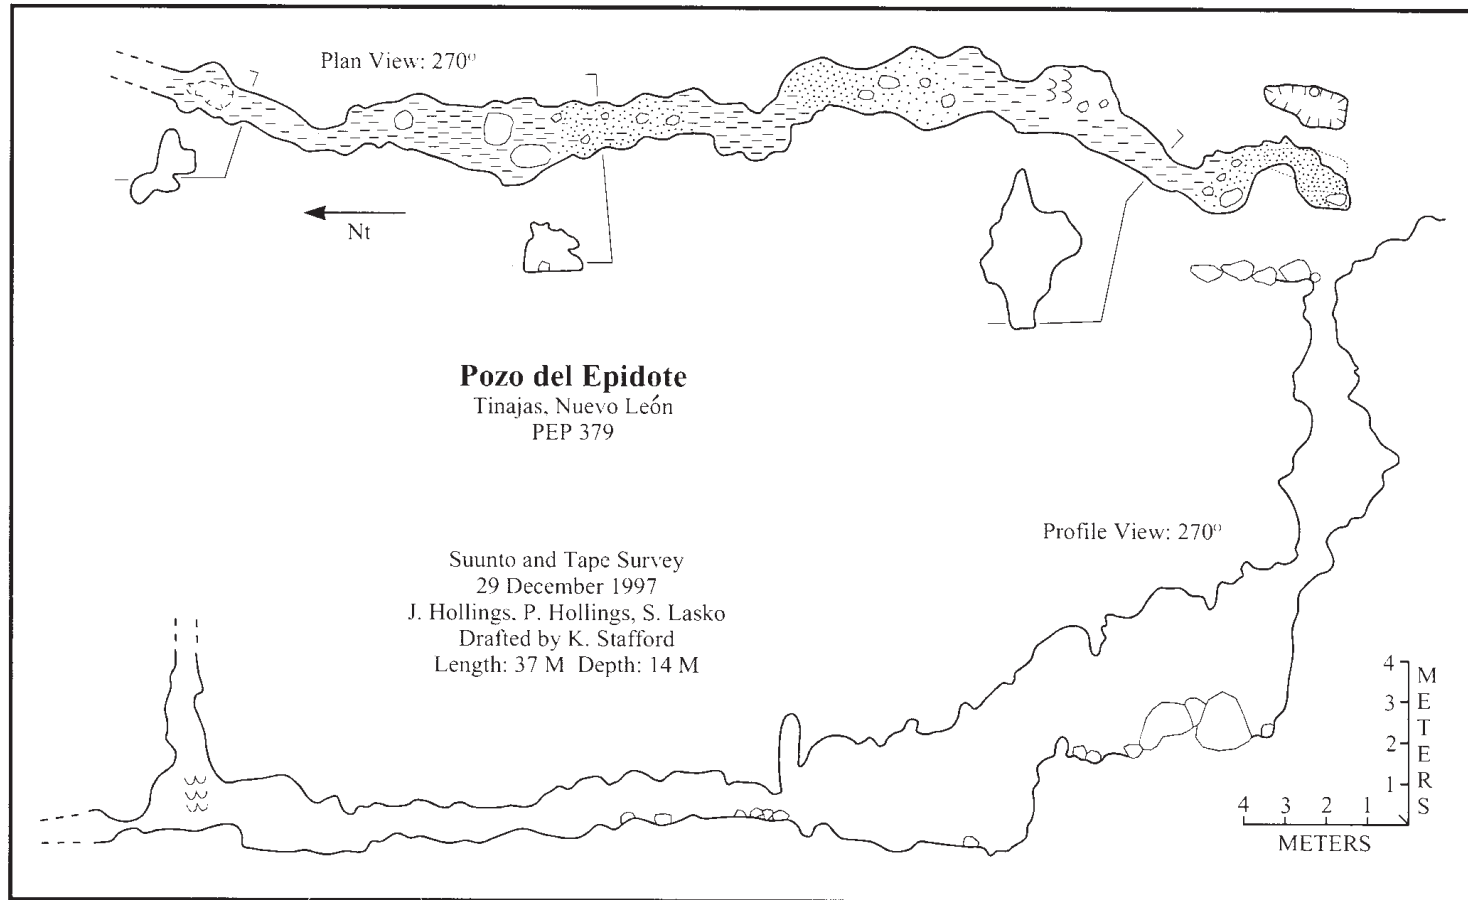 Plan View: 270º
Nt
Pozo del Epidote
Tinajas, Nuevo León
PEP 379
Profile View: 270º
Suunto and Tape Survey
29 December 1997
J. Hollings, P. Hollings, S. Lasko
Drafted by K. Stafford
Length: 37 M Depth: 14 M
4
3
2
1
METERS
4 3 2 1
METERS